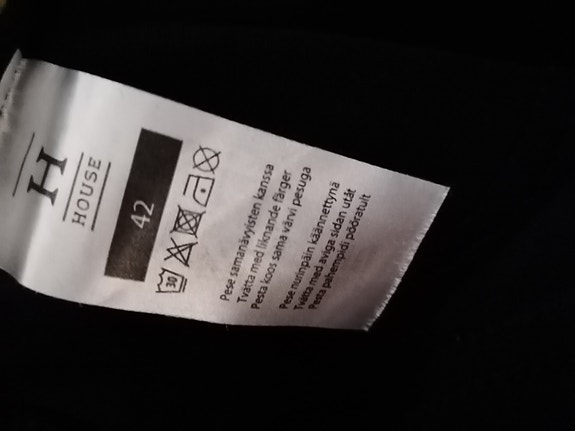 H
HOUSE
42
30
Pese samanävyisten kanssa
Tvätta med liknande färger
Pesta koos sama värvi pesuga
Pese nurinpäin käännettynä
Tvätta med aviga sidan utåt
Pesta pahempidi pööratult